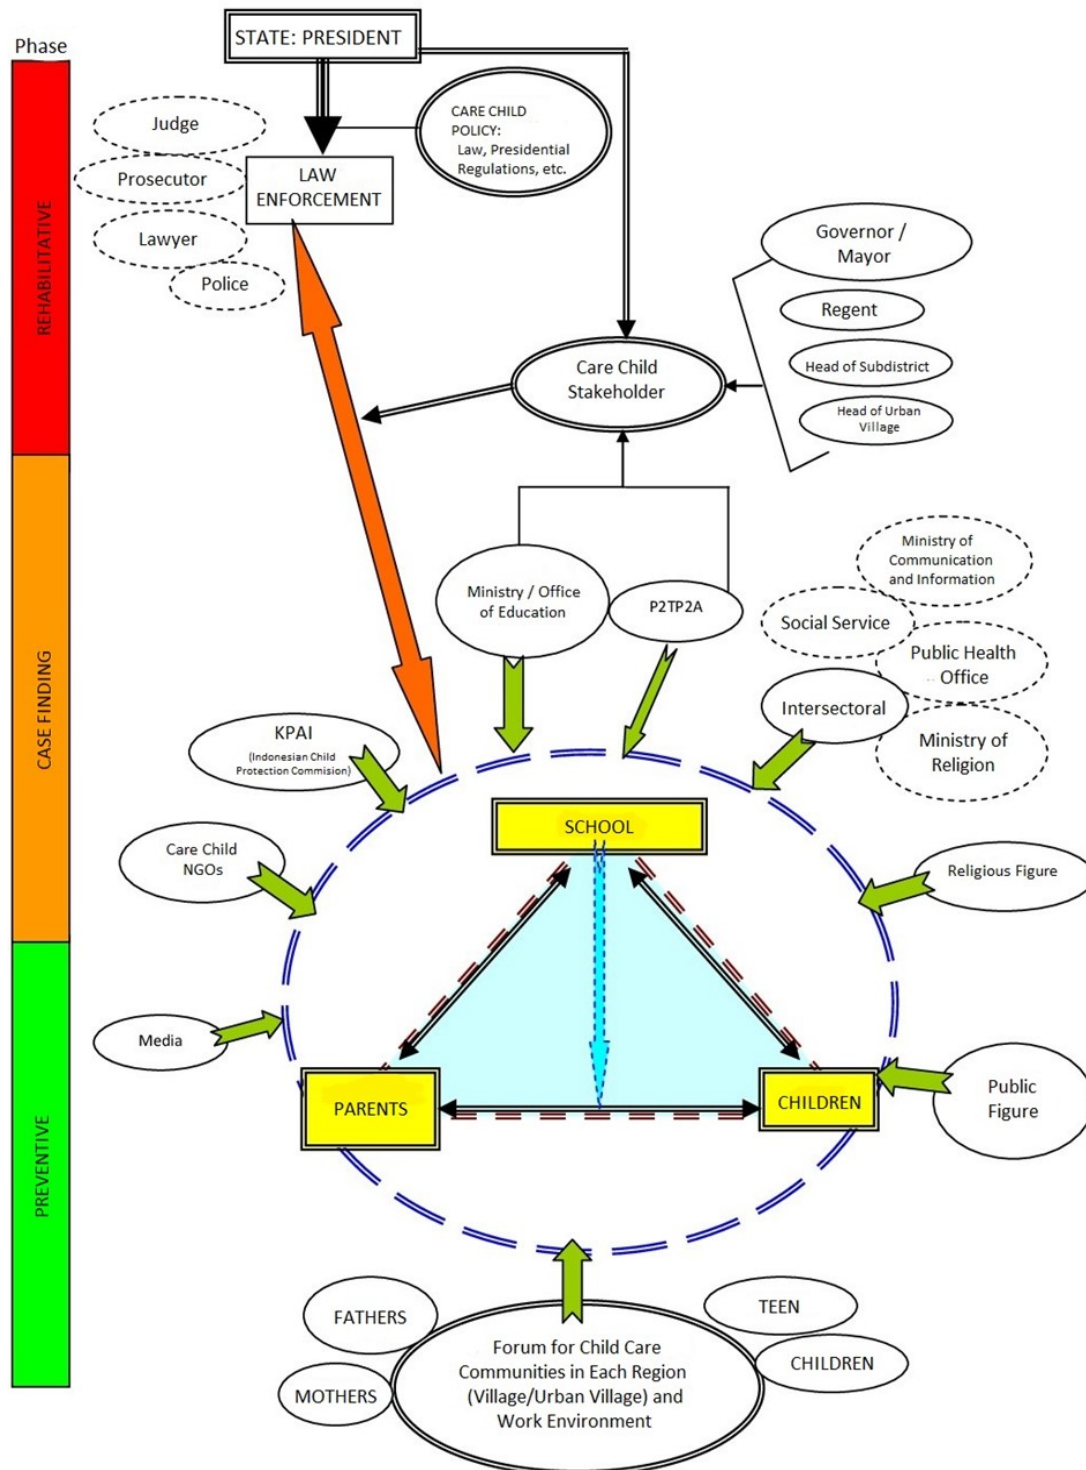 Phase
STATE: PRESIDENT
CARE CHILD
POLICY:
Law, Presidential
Regulations, etc.
Judge
Prosecutor
Lawyer
Police
LAW
ENFORCEMENT
REHABILITATIVE
Governor /
Mayor
Regent
Head of Subdistrict
Head of Urban
Village
Care Child
Stakeholder
CASE FINDING
Ministry / Office
of Education
P2TP2A
Ministry of
Communication
and Information
Social Service
Public Health
Office
Intersectoral
Ministry of
Religion
KPAI
(Indonesian Child
Protection Commision)
SCHOOL
Care Child
NGOs
Religious Figure
PREVENTIVE
Media
PARENTS
CHILDREN
Public
Figure
FATHERS
MOTHERS
Forum for Child Care
Communities in Each Region
(Village/Urban Village) and
Work Environment
TEEN
CHILDREN